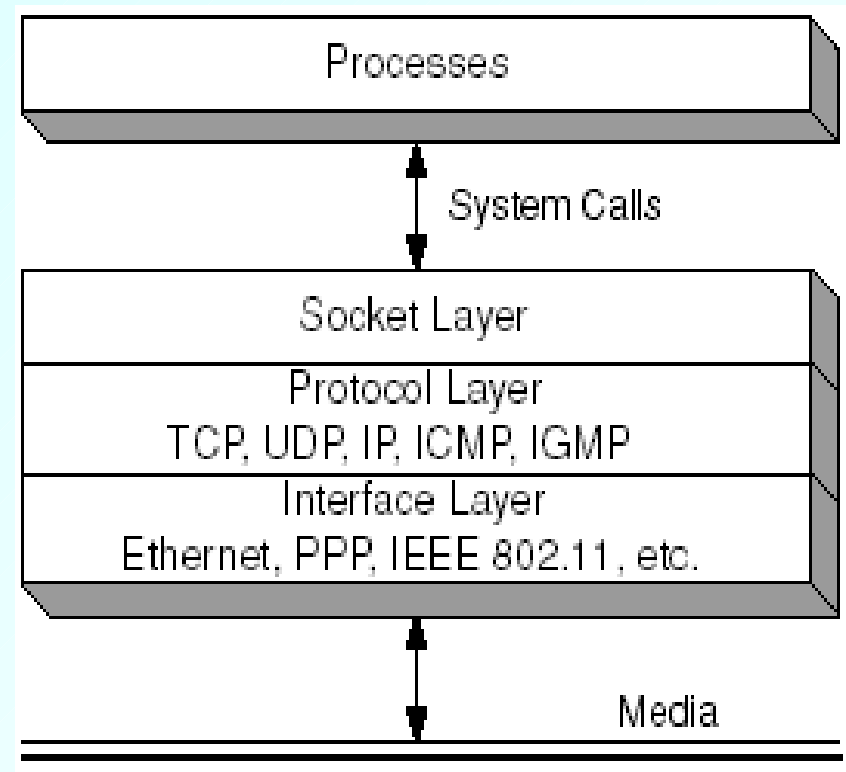 Processes
System Calls
Socket Layer
Protocol Layer
TCP, UDP, IP, ICMP, IGMP
Interface Layer
Ethernet, PPP, IEEE 802.11, etc.
Media